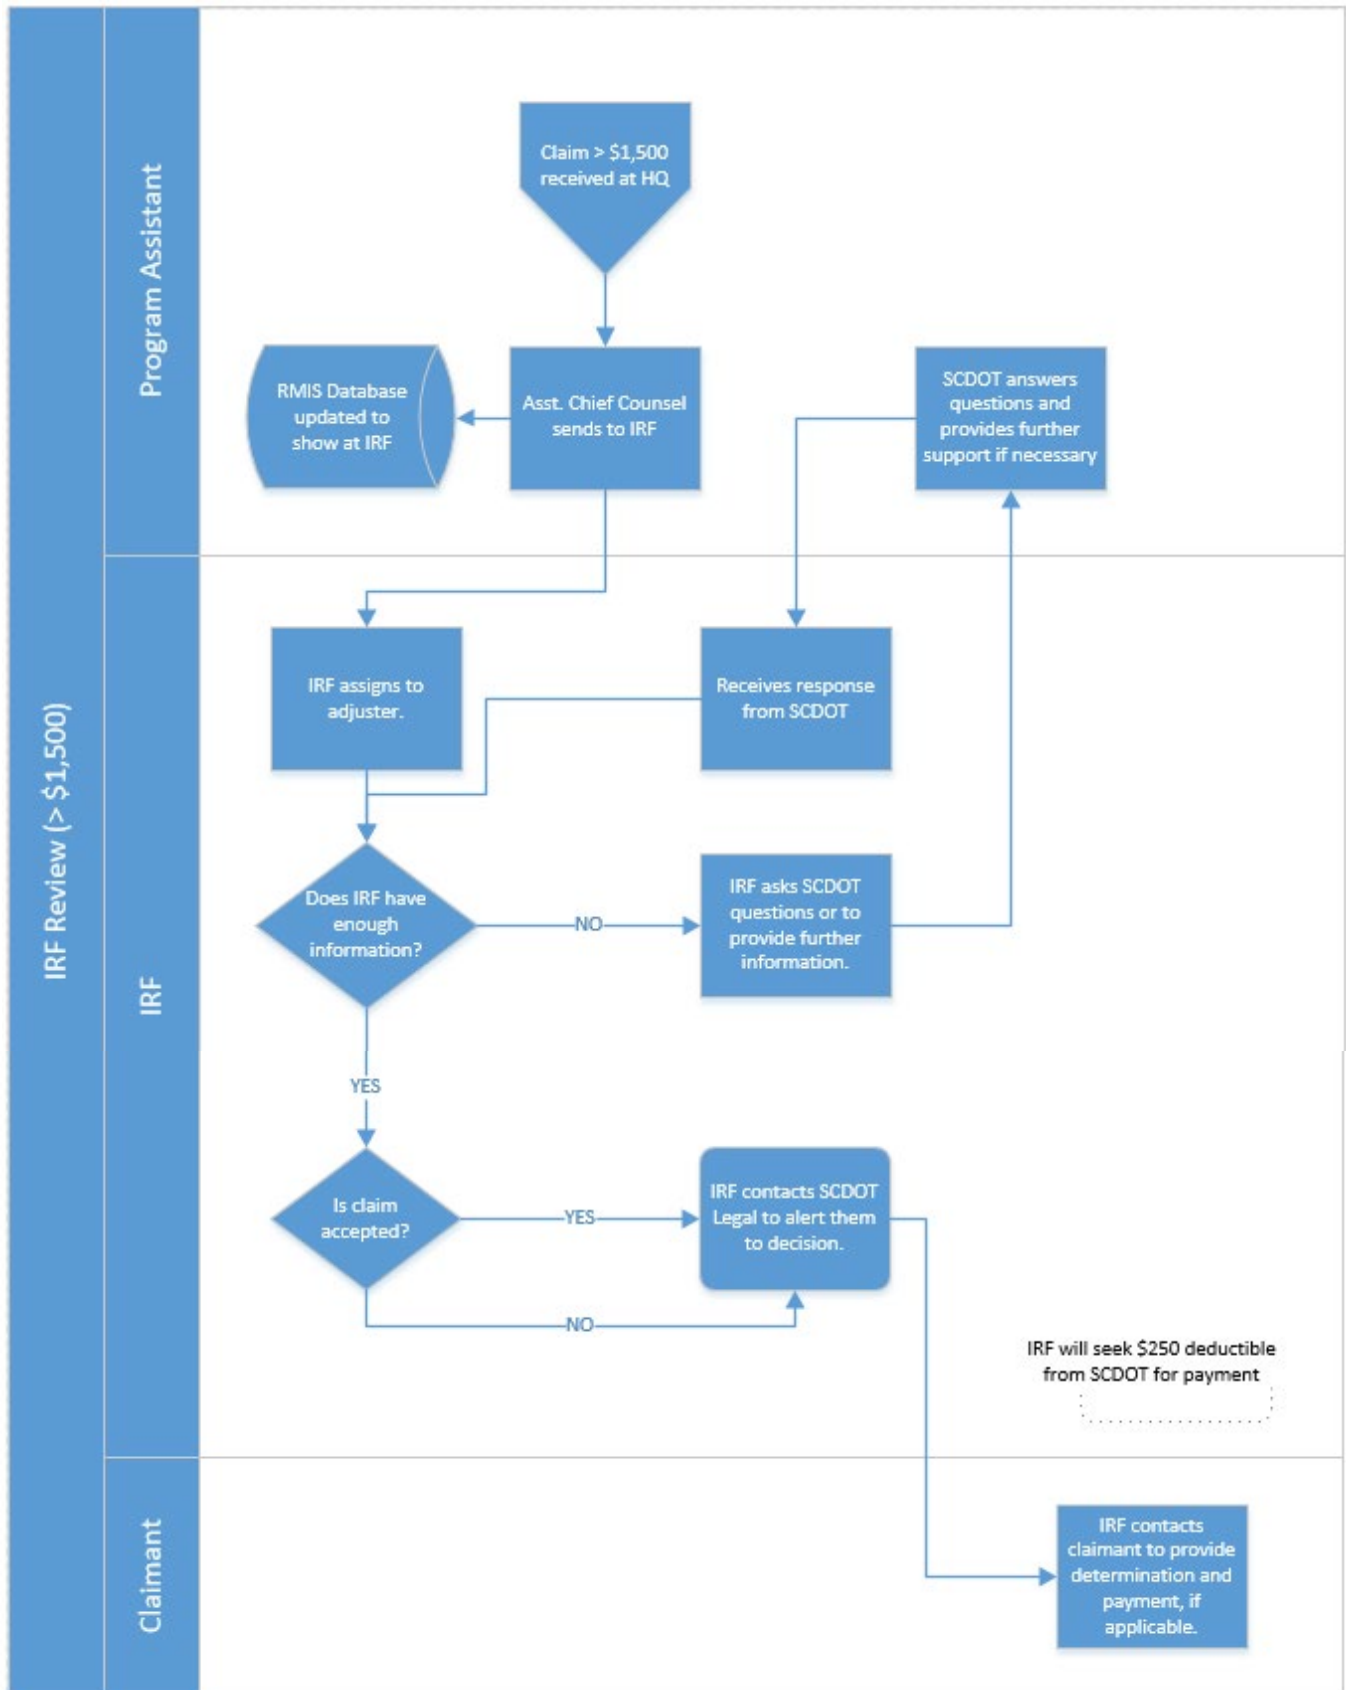 IRF Review (> $1,500)
Program Assistant
Claim > $1,500
received at HQ
RMIS Database
updated to
show at IRF
Asst. Chief Counsel
sends to IRF
SCDOT answers
questions and
provides further
support if necessary
IRF
IRF assigns to
adjuster.
Receives response
from SCDOT
Does IRF have
enough
information?
NO
IRF asks SCDOT
questions or to
provide further
information.
YES
Is claim
accepted?
YES
IRF contacts SCDOT
Legal to alert them
to decision.
NO
IRF will seek $250 deductible
from SCDOT for payment
Claimant
IRF contacts
claimant to provide
determination and
payment, if
applicable.